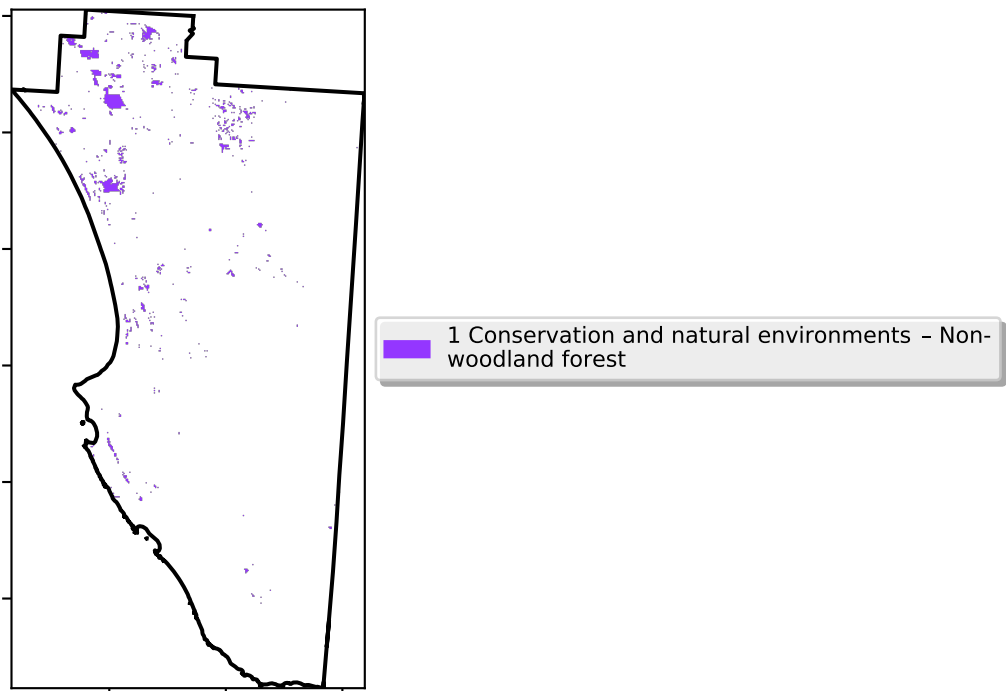 1 Conservation and natural environments – Non-
woodland forest